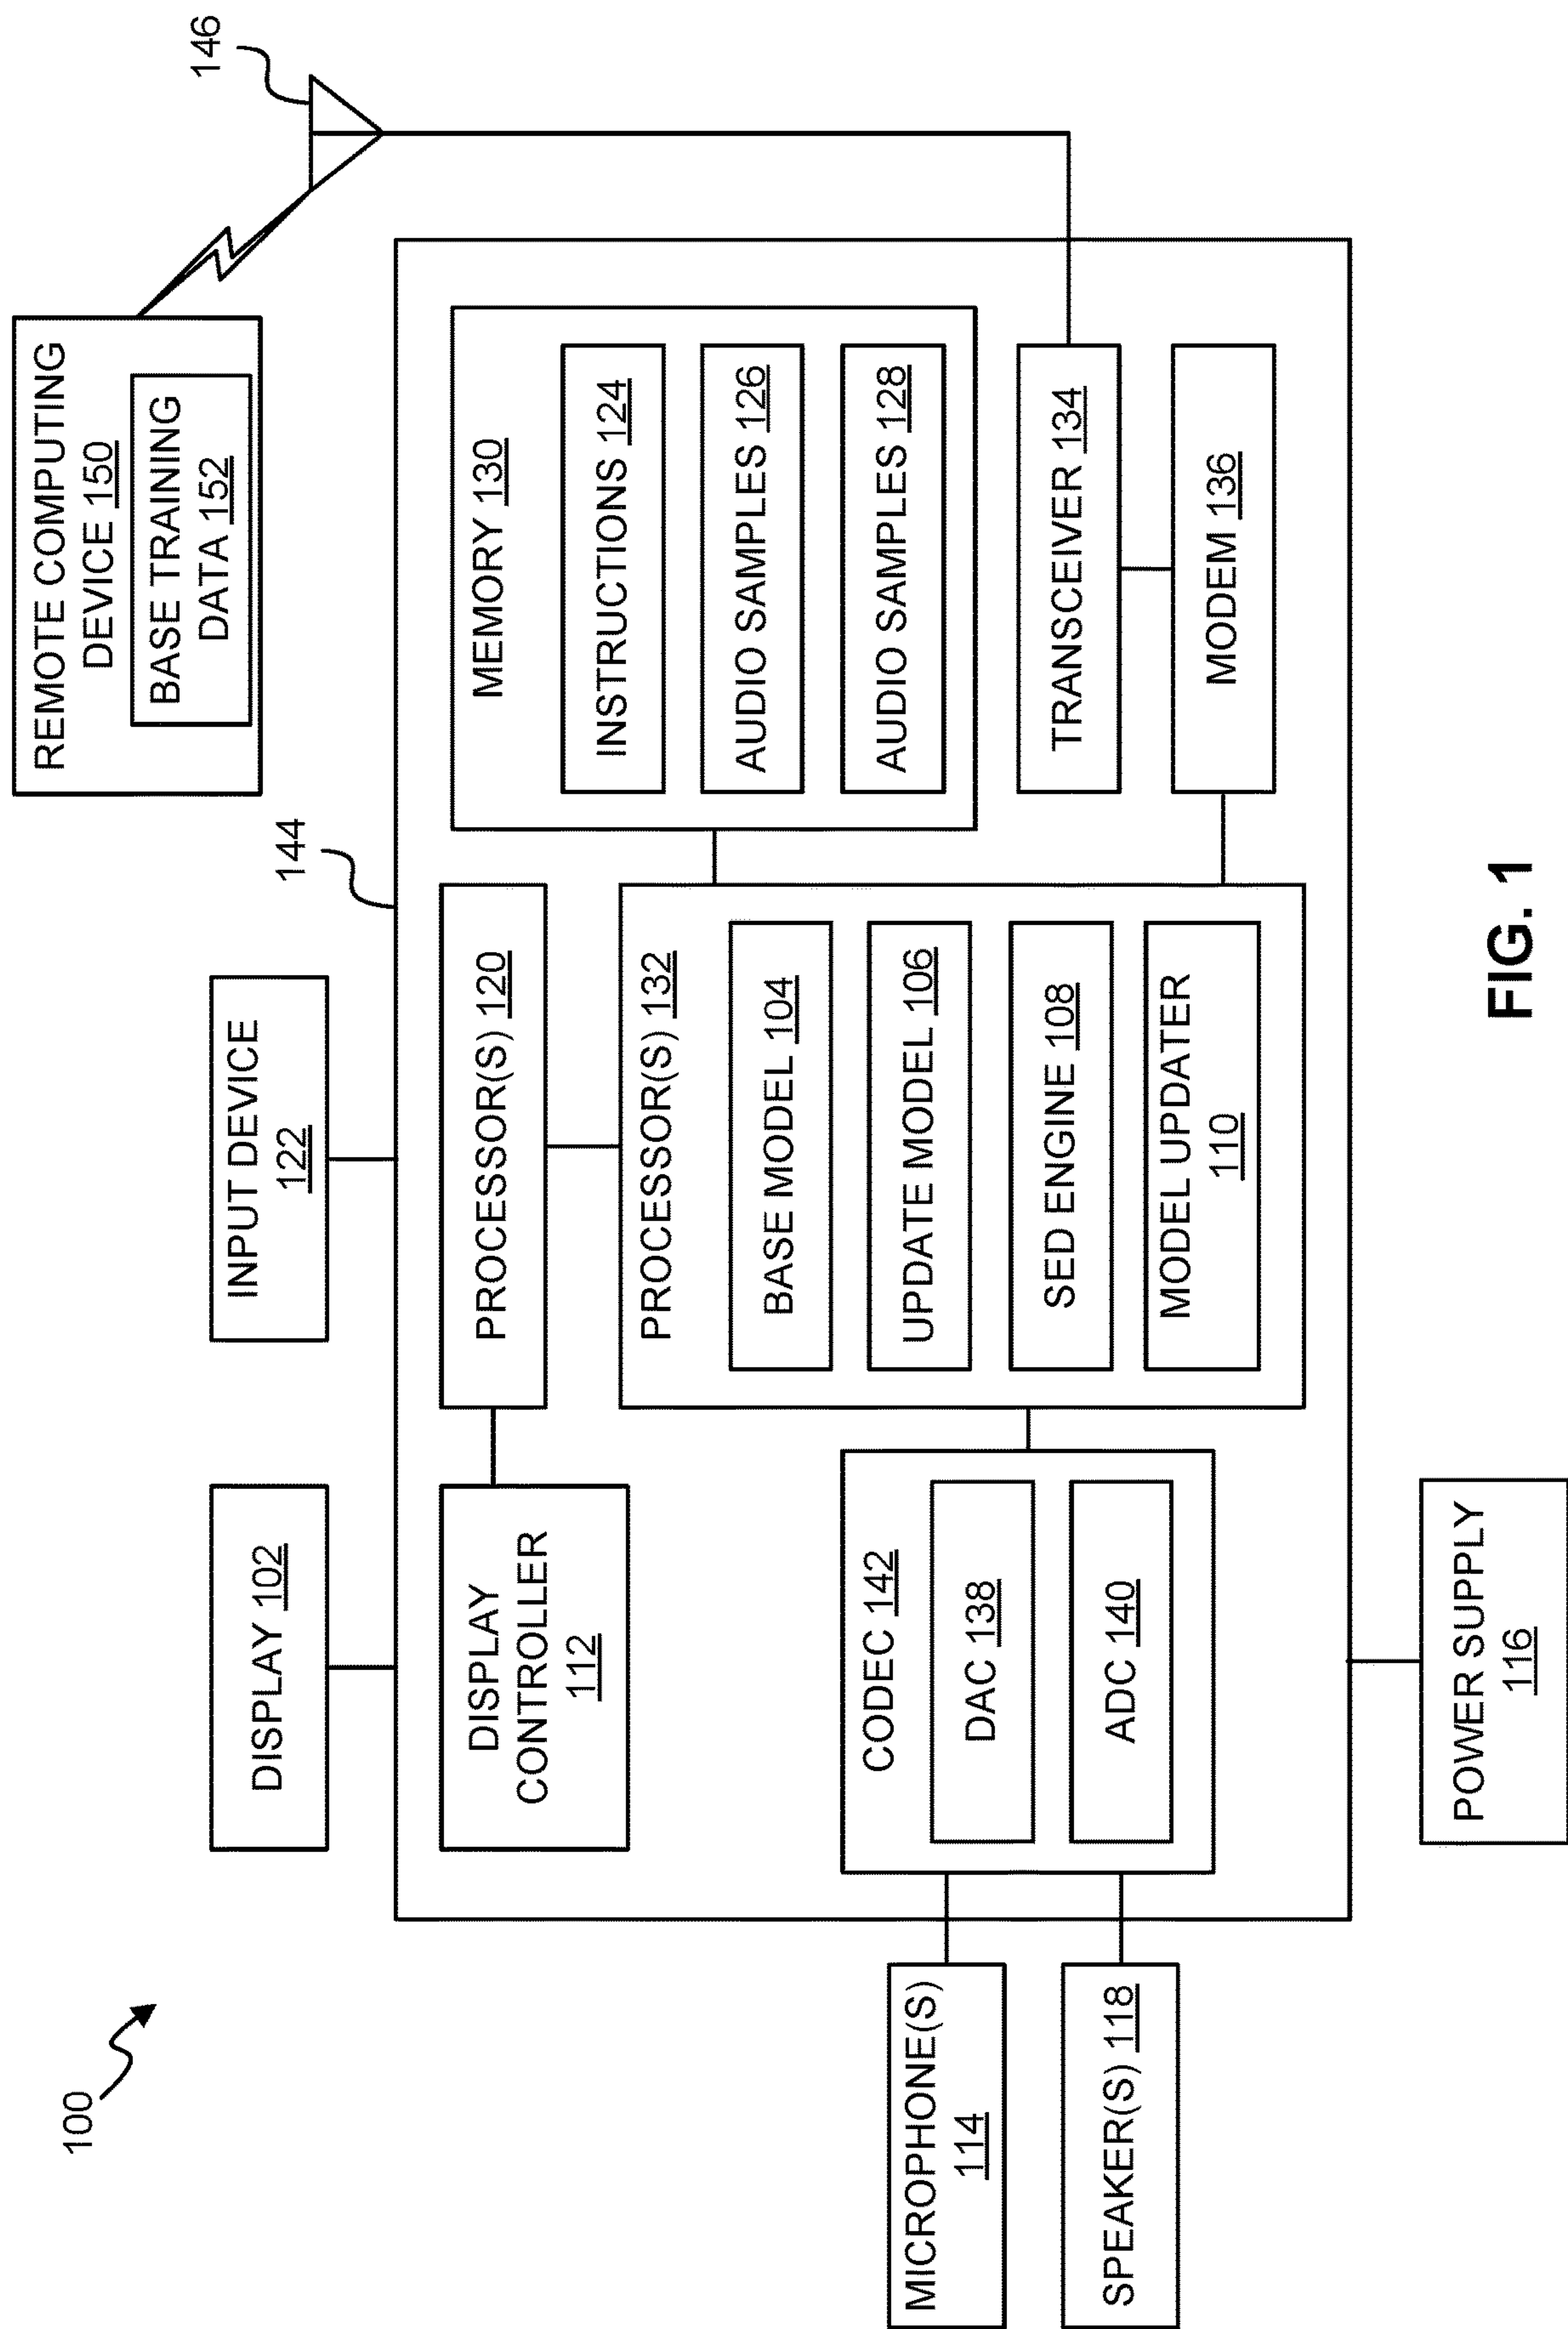 100
REMOTE COMPUTING
DEVICE 150
BASE TRAINING
DATA 152
146
DISPLAY 102
INPUT DEVICE
122
144
DISPLAY
CONTROLLER
112
PROCESSOR(S) 120
PROCESSOR(S) 132
BASE MODEL 104
UPDATE MODEL 106
SED ENGINE 108
MODEL UPDATER
110
MEMORY 130
INSTRUCTIONS 124
AUDIO SAMPLES 126
AUDIO SAMPLES 128
TRANSCEIVER 134
MODEM 136
CODEC 142
DAC 138
ADC 140
MICROPHONE(S)
114
SPEAKER(S) 118
POWER SUPPLY
116
FIG. 1